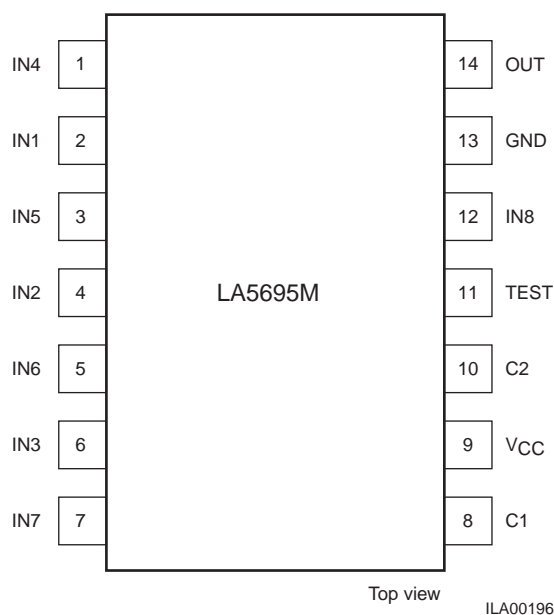 IN4 1 14 OUT
IN1 2 13 GND
IN5 3 12 IN8
IN2 4 LA5695M 11 TEST
IN6 5 10 C2
IN3 6 9 VCC
IN7 7 8 C1
Top view
ILA00196